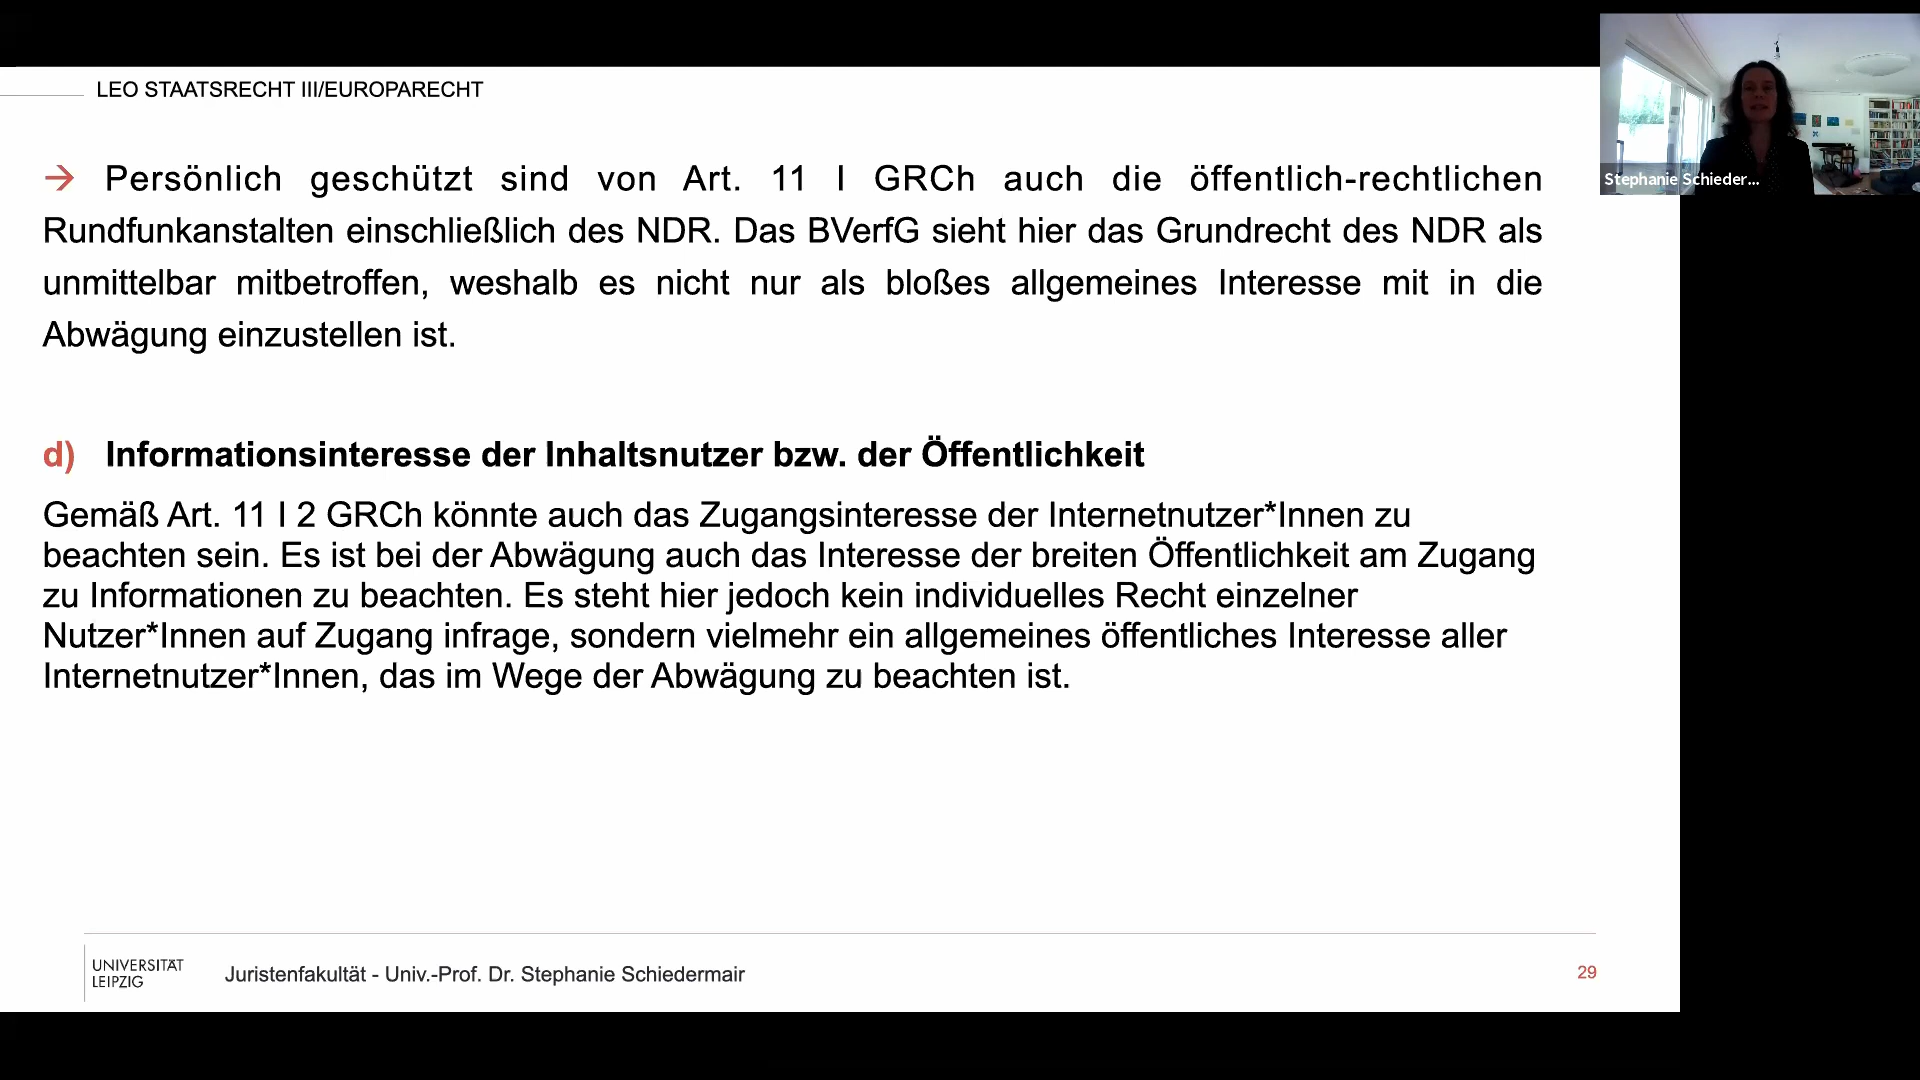 LEO STAATSRECHT III/EUROPARECHT
Stephanie Schieder...
→ Persönlich geschützt sind von Art. 11 I GRCh auch die öffentlich-rechtlichen
Rundfunkanstalten einschließlich des NDR. Das BVerfG sieht hier das Grundrecht des NDR als
unmittelbar mitbetroffen, weshalb es nicht nur als bloßes allgemeines Interesse mit in die
Abwägung einzustellen ist.
d) Informationsinteresse der Inhaltsnutzer bzw. der Öffentlichkeit
Gemäß Art. 11 I 2 GRCh könnte auch das Zugangsinteresse der Internetnutzer*Innen zu
beachten sein. Es ist bei der Abwägung auch das Interesse der breiten Öffentlichkeit am Zugang
zu Informationen zu beachten. Es steht hier jedoch kein individuelles Recht einzelner
Nutzer*Innen auf Zugang infrage, sondern vielmehr ein allgemeines öffentliches Interesse aller
Internetnutzer*Innen, das im Wege der Abwägung zu beachten ist.
UNIVERSITÄT
LEIPZIG
Juristenfakultät - Univ.-Prof. Dr. Stephanie Schiedermair
29